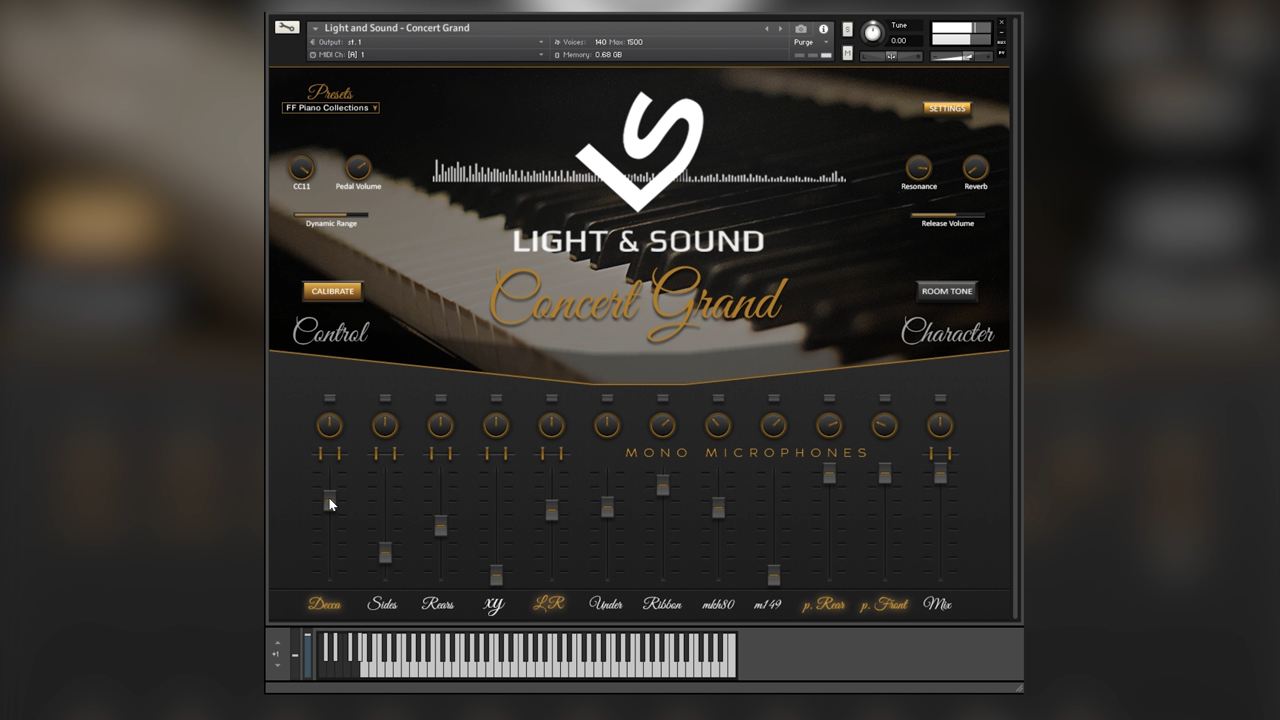 Light and Sound - Concert Grand
Output: st. 1
Voices: 140 Max: 1500
Purge
MIDI Ch: [A] 1
Memory: 0.68 GB
S
M
Tune
0.00
L
R
Presets
FF Piano Collections
SETTINGS
CC11
Pedal Volume
Resonance
Reverb
Dynamic Range
Release Volume
LS
LIGHT & SOUND
Concert Grand
CALIBRATE
ROOM TONE
Control
Character
MONO MICROPHONES
Decca
Sides
Rears
xy
L/R
Under
Ribbon
mkh80
m149
p. Rear
p. Front
Mix
+1